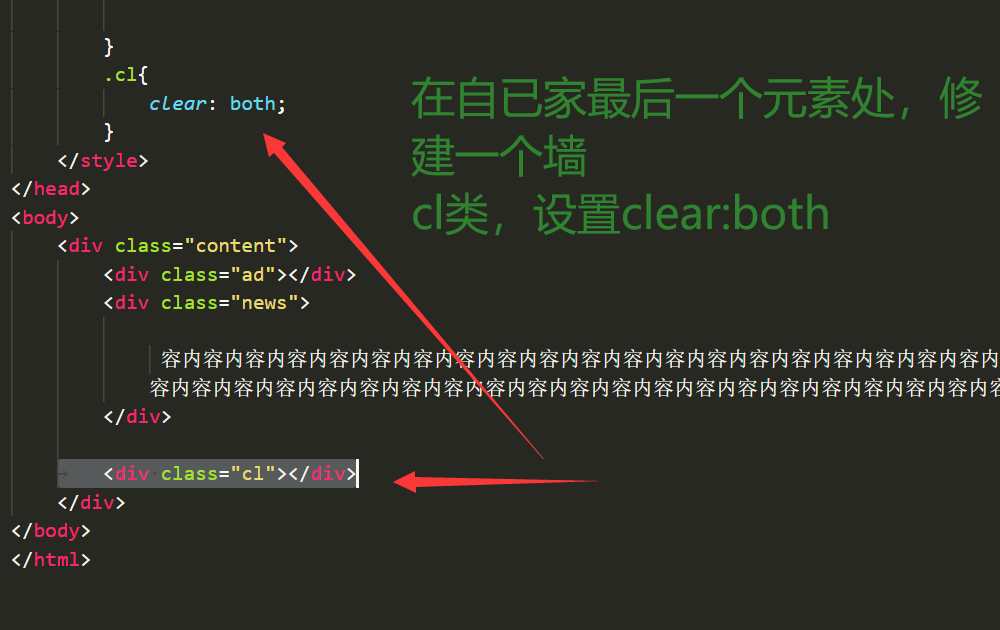 }
.cl{
clear: both;
}
</style>
</head>
<body>
<div class="content">
<div class="ad"></div>
<div class="news">
容内容内容内容内容内容内容内容内容内容内容内容内容内容内容内容内容内容内容内容内
容内容内容内容内容内容内容内容内容内容内容内容内容内容内容内容内容内容内容内容内容
</div>
<div class="cl"></div>
</div>
</body>
</html>
在自已家最后一个元素处，修
建一个墙
cl类，设置clear:both